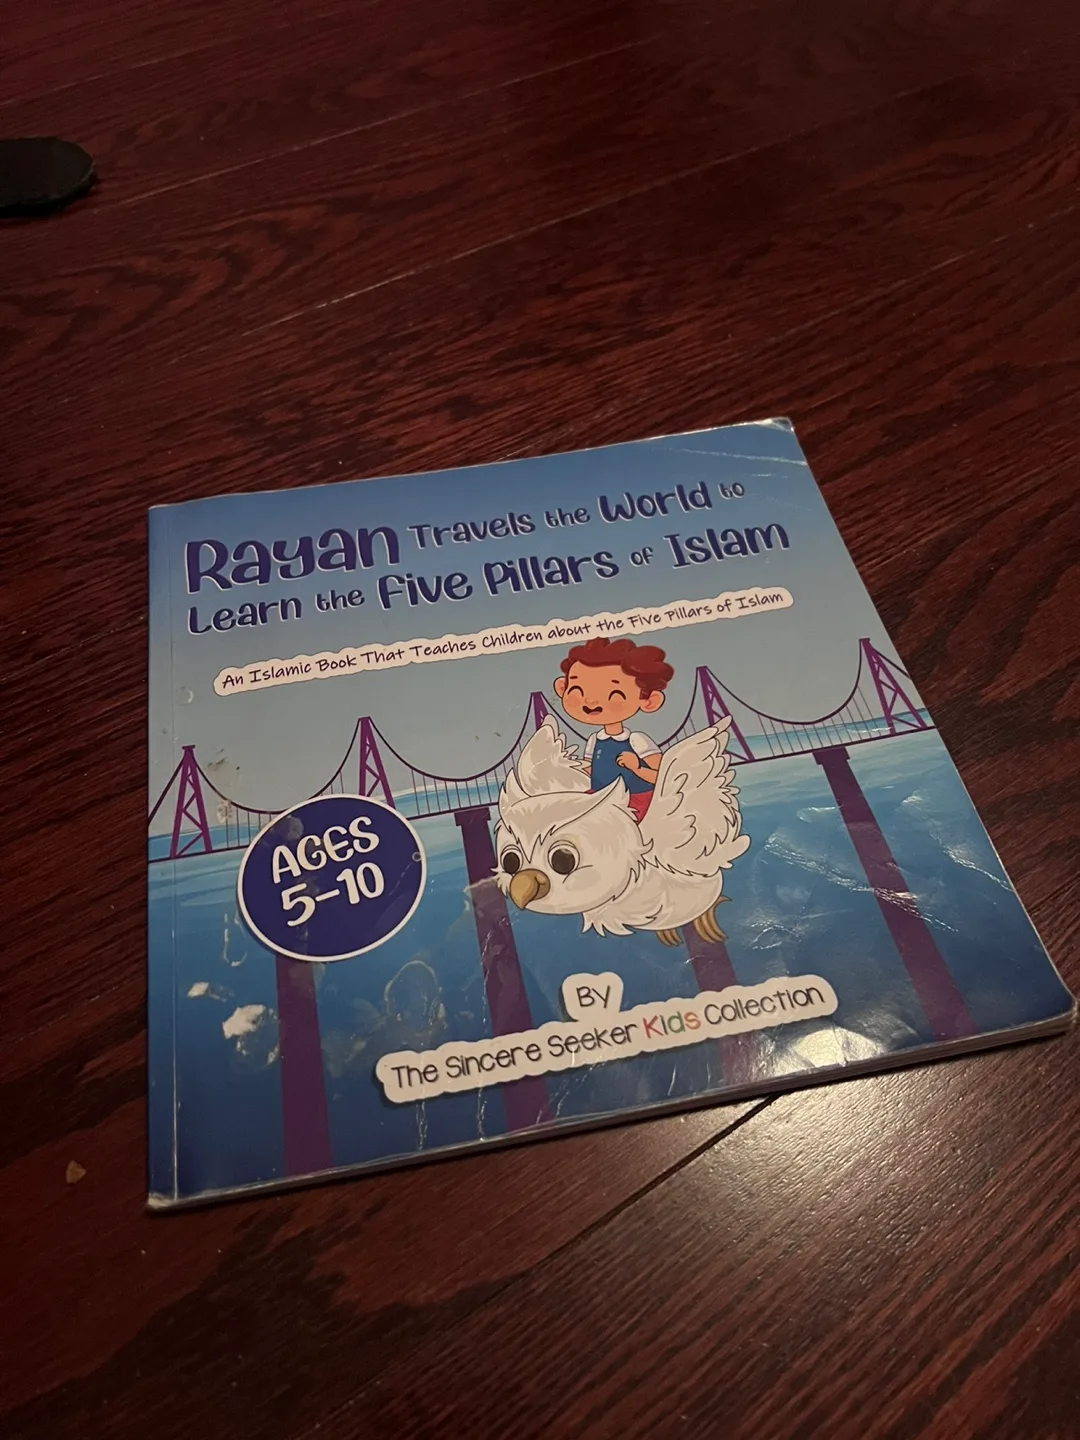 Rayan Travels the World to
Learn the Five Pillars of Islam
An Islamic Book That Teaches Children about the Five Pillars of Islam
AGES
5-10
By
The Sincere Seeker Kids Collection